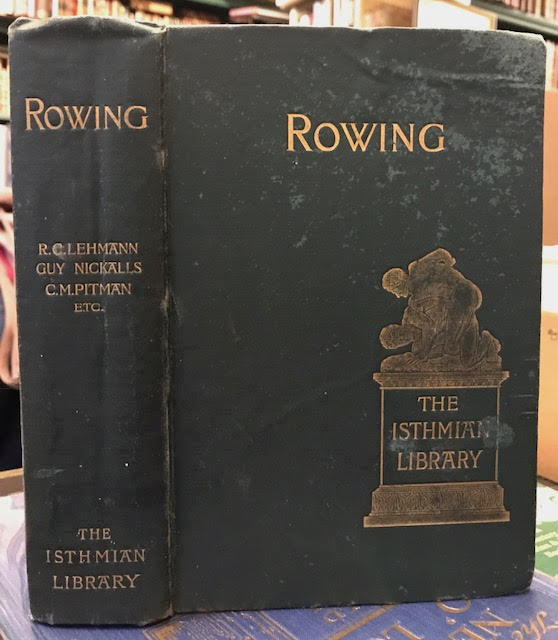 ROWING
R.C. LEHMANN
GUY NICKALLS
C.M. PITMAN
ETC.
THE
ISTHMIAN
LIBRARY
ROWING
THE
ISTHMIAN
LIBRARY